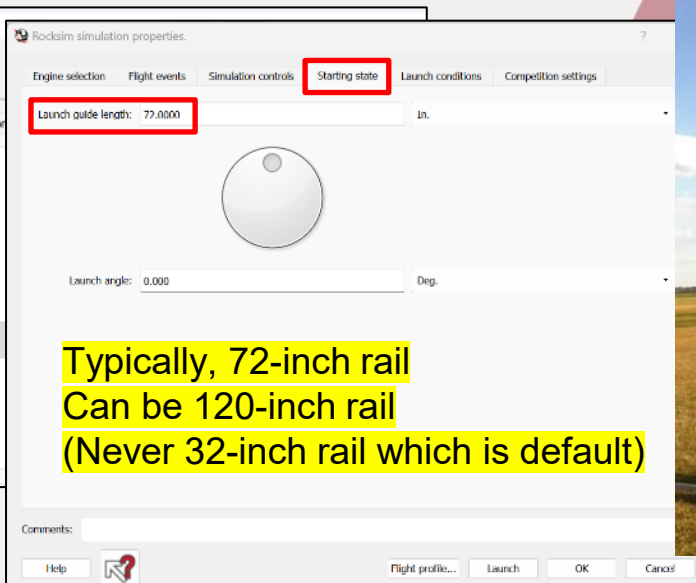 Rocksim simulation properties.
?
Engine selection Flight events Simulation controls Starting state Launch conditions Competition settings
Launch guide length: 72.0000 In.
Launch angle: 0.000 Deg.
Typically, 72-inch rail
Can be 120-inch rail
(Never 32-inch rail which is default)
Comments:
Help Flight profile... Launch OK Cancel